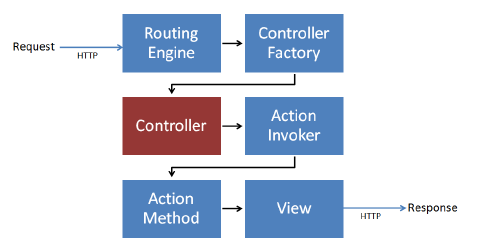 Request
HTTP
Routing
Engine
Controller
Factory
Controller
Action
Invoker
Action
Method
View
HTTP
Response